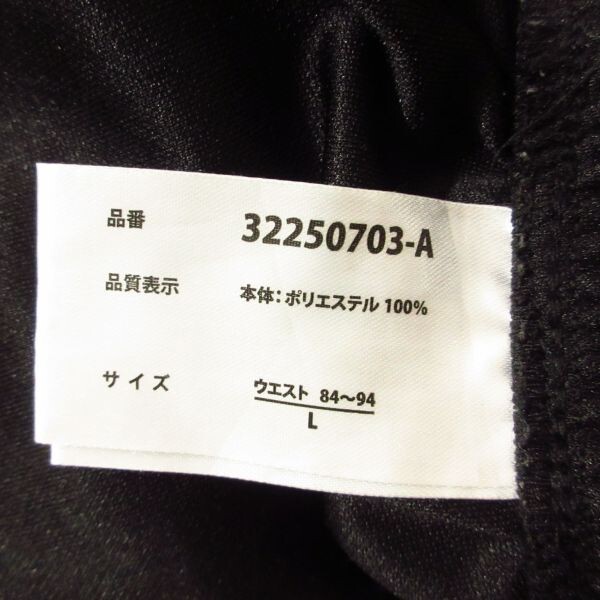 品番 32250703-A
品質表示 本体：ポリエステル 100%
サイズ ウエスト 84～94
L